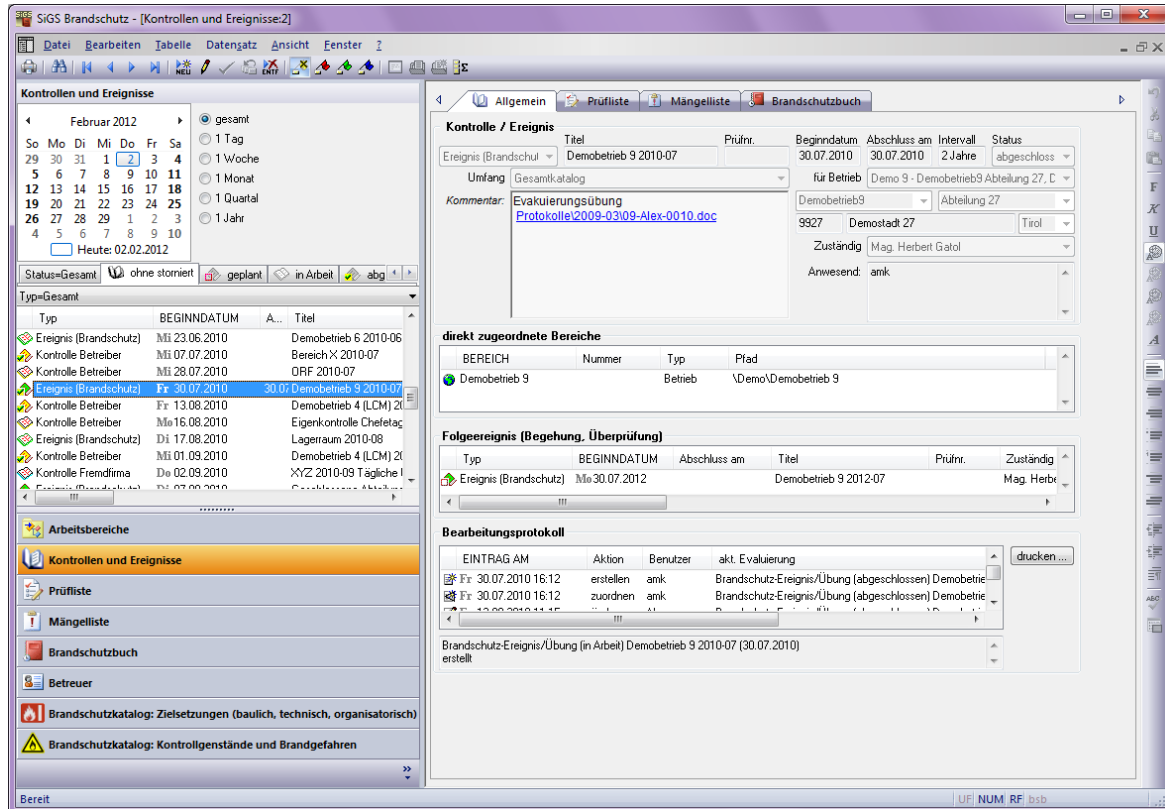 SiGS Brandschutz - [Kontrollen und Ereignisse:2]
Datei Bearbeiten Tabelle Datensatz Ansicht Fenster ?
NEU ENTF
Kontrollen und Ereignisse
Februar 2012
So Mo Di Mi Do Fr Sa
29 30 31 1 2 3 4
5 6 7 8 9 10 11
12 13 14 15 16 17 18
19 20 21 22 23 24 25
26 27 28 29 1 2 3
4 5 6 7 8 9 10
Heute: 02.02.2012
gesamt
1 Tag
1 Woche
1 Monat
1 Quartal
1 Jahr
Status=Gesamt ohne storniert geplant in Arbeit abg
Typ=Gesamt
Typ BEGINNDATUM A... Titel
Ereignis (Brandschutz) Mi 23.06.2010 Demobetrieb 6 2010-06
Kontrolle Betreiber Mi 07.07.2010 Bereich X 2010-07
Kontrolle Betreiber Mi 28.07.2010 ORF 2010-07
Ereignis (Brandschutz) Fr 30.07.2010 30.07 Demobetrieb 9 2010-07
Kontrolle Betreiber Fr 13.08.2010 Demobetrieb 4 (LCM) 20
Kontrolle Betreiber Mo 16.08.2010 Eigenkontrolle Chefetag
Ereignis (Brandschutz) Di 17.08.2010 Lagerraum 2010-08
Kontrolle Betreiber Mi 01.09.2010 Demobetrieb 4 (LCM) 20
Kontrolle Fremdfirma Do 02.09.2010 XYZ 2010-09 Tägliche
Arbeitsbereiche
Kontrollen und Ereignisse
Prüfliste
Mängelliste
Brandschutzbuch
Betreuer
Brandschutzkatalog: Zielsetzungen (baulich, technisch, organisatorisch)
Brandschutzkatalog: Kontrollgenstände und Brandgefahren
Bereit
Allgemein Prüfliste Mängelliste Brandschutzbuch
Kontrolle / Ereignis
Titel Prüfnr. Beginndatum Abschluss am Intervall Status
Ereignis (Brandschul Demobetrieb 9 2010-07 30.07.2010 30.07.2010 2 Jahre abgeschloss
Umfang Gesamtkatalog für Betrieb Demo 9 - Demobetrieb9 Abteilung 27, D
Kommentar: Evakuierungsübung
Protokolle\2009-03\09-Alex-0010.doc
Demobetrieb9 Abteilung 27
9927 Demostadt 27 Tirol
Zuständig Mag. Herbert Gatol
Anwesend: amk
direkt zugeordnete Bereiche
BEREICH Nummer Typ Pfad
Demobetrieb 9 Betrieb \Demo\Demobetrieb 9
Folgeereignis (Begehung, Überprüfung)
Typ BEGINNDATUM Abschluss am Titel Prüfnr. Zuständig
Ereignis (Brandschutz) Mo 30.07.2012 Demobetrieb 9 2012-07 Mag. Herbe
Bearbeitungsprotokoll
EINTRAG AM Aktion Benutzer akt. Evaluierung
drucken ...
Fr 30.07.2010 16:12 erstellen amk Brandschutz-Ereignis/Übung (abgeschlossen) Demobetrie
Fr 30.07.2010 16:12 zuordnen amk Brandschutz-Ereignis/Übung (abgeschlossen) Demobetrie
Brandschutz-Ereignis/Übung (in Arbeit) Demobetrieb 9 2010-07 (30.07.2010)
erstellt
F
K
U
A
ABC
UF NUM RF bsb